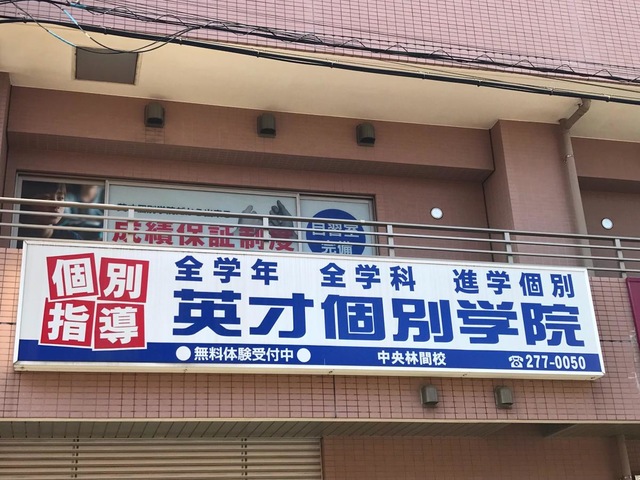 成績保証制度
自習室
完備
個別
指導
全学年 全学科 進学個別
英才個別学院
●無料体験受付中● 中央林間校 ☎277-0050